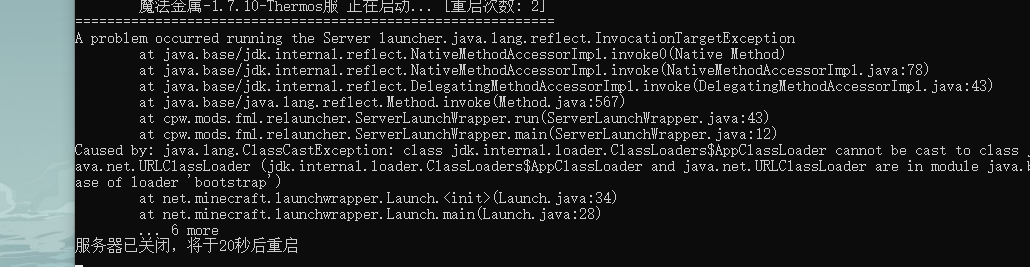 魔法金属-1.7.10-Thermos服 正在启动... [重启次数: 2]
============================================================
A problem occurred running the Server launcher.java.lang.reflect.InvocationTargetException
at java.base/jdk.internal.reflect.NativeMethodAccessorImpl.invoke0(Native Method)
at java.base/jdk.internal.reflect.NativeMethodAccessorImpl.invoke(NativeMethodAccessorImpl.java:78)
at java.base/jdk.internal.reflect.DelegatingMethodAccessorImpl.invoke(DelegatingMethodAccessorImpl.java:43)
at java.base/java.lang.reflect.Method.invoke(Method.java:567)
at cpw.mods.fml.relauncher.ServerLaunchWrapper.run(ServerLaunchWrapper.java:43)
at cpw.mods.fml.relauncher.ServerLaunchWrapper.main(ServerLaunchWrapper.java:12)
Caused by: java.lang.ClassCastException: class jdk.internal.loader.ClassLoaders$AppClassLoader cannot be cast to class j
ava.net.URLClassLoader (jdk.internal.loader.ClassLoaders$AppClassLoader and java.net.URLClassLoader are in module java.b
ase of loader 'bootstrap')
at net.minecraft.launchwrapper.Launch.<init>(Launch.java:34)
at net.minecraft.launchwrapper.Launch.main(Launch.java:28)
... 6 more
服务器已关闭，将于20秒后重启